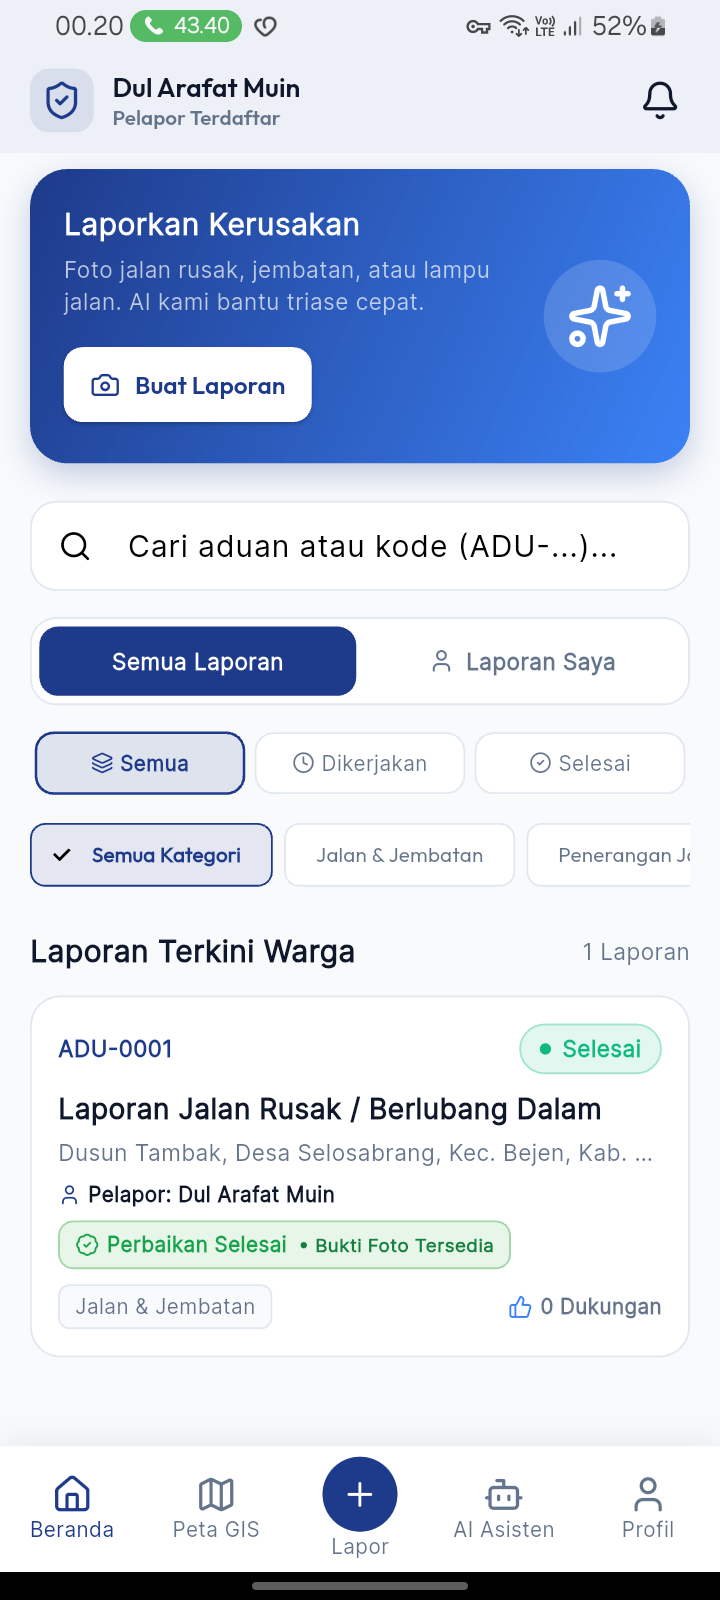 00.20 43.40 Vo) LTE 52%
Dul Arafat Muin
Pelapor Terdaftar
Laporkan Kerusakan
Foto jalan rusak, jembatan, atau lampu
jalan. AI kami bantu triase cepat.
Buat Laporan
Cari aduan atau kode (ADU-...)...
Semua Laporan Laporan Saya
Semua Dikerjakan Selesai
Semua Kategori Jalan & Jembatan Penerangan
Laporan Terkini Warga 1 Laporan
ADU-0001 Selesai
Laporan Jalan Rusak / Berlubang Dalam
Dusun Tambak, Desa Selosabrang, Kec. Bejen, Kab. ...
Pelapor: Dul Arafat Muin
Perbaikan Selesai • Bukti Foto Tersedia
Jalan & Jembatan 0 Dukungan
Beranda Peta GIS Lapor AI Asisten Profil